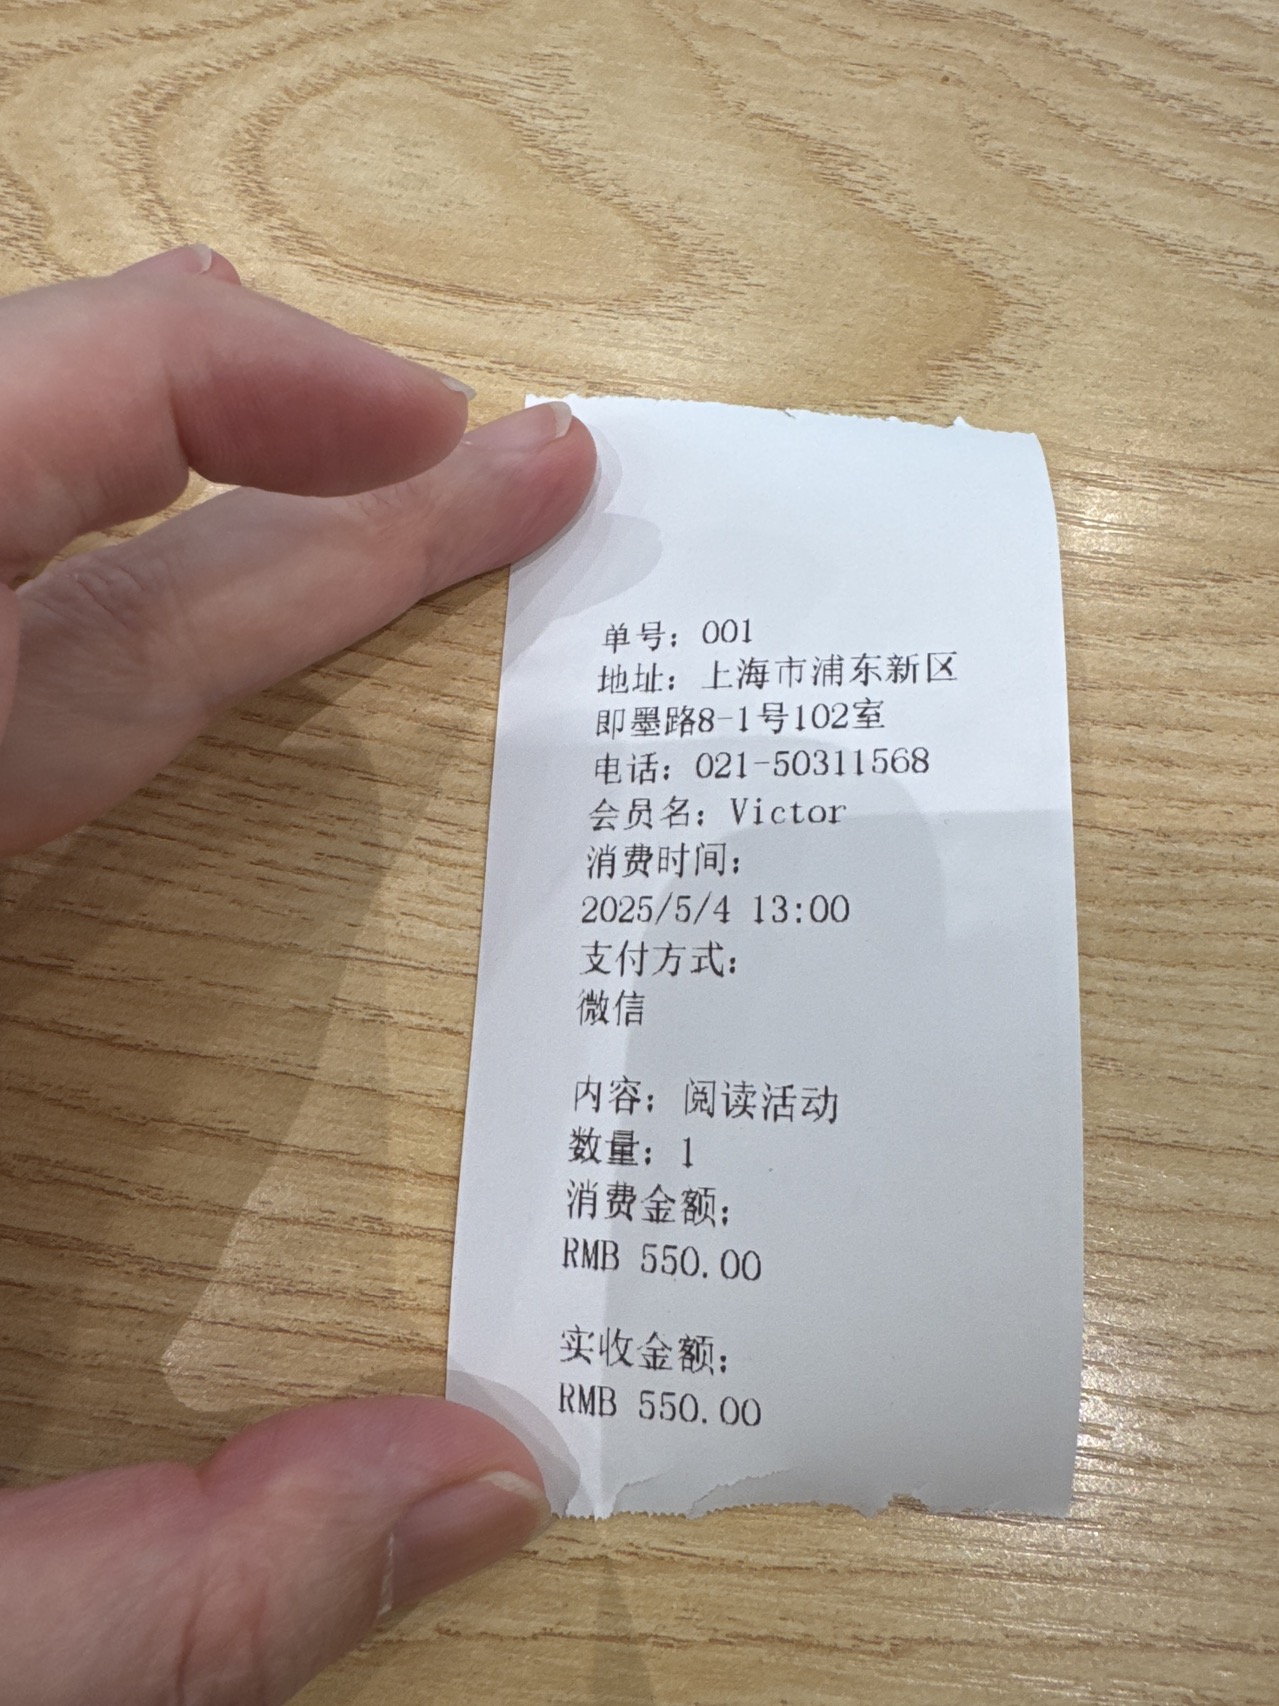 单号：001
地址：上海市浦东新区
即墨路8-1号102室
电话：021-50311568
会员名：Victor
消费时间：
2025/5/4 13:00
支付方式：
微信
内容：阅读活动
数量：1
消费金额：
RMB 550.00
实收金额：
RMB 550.00